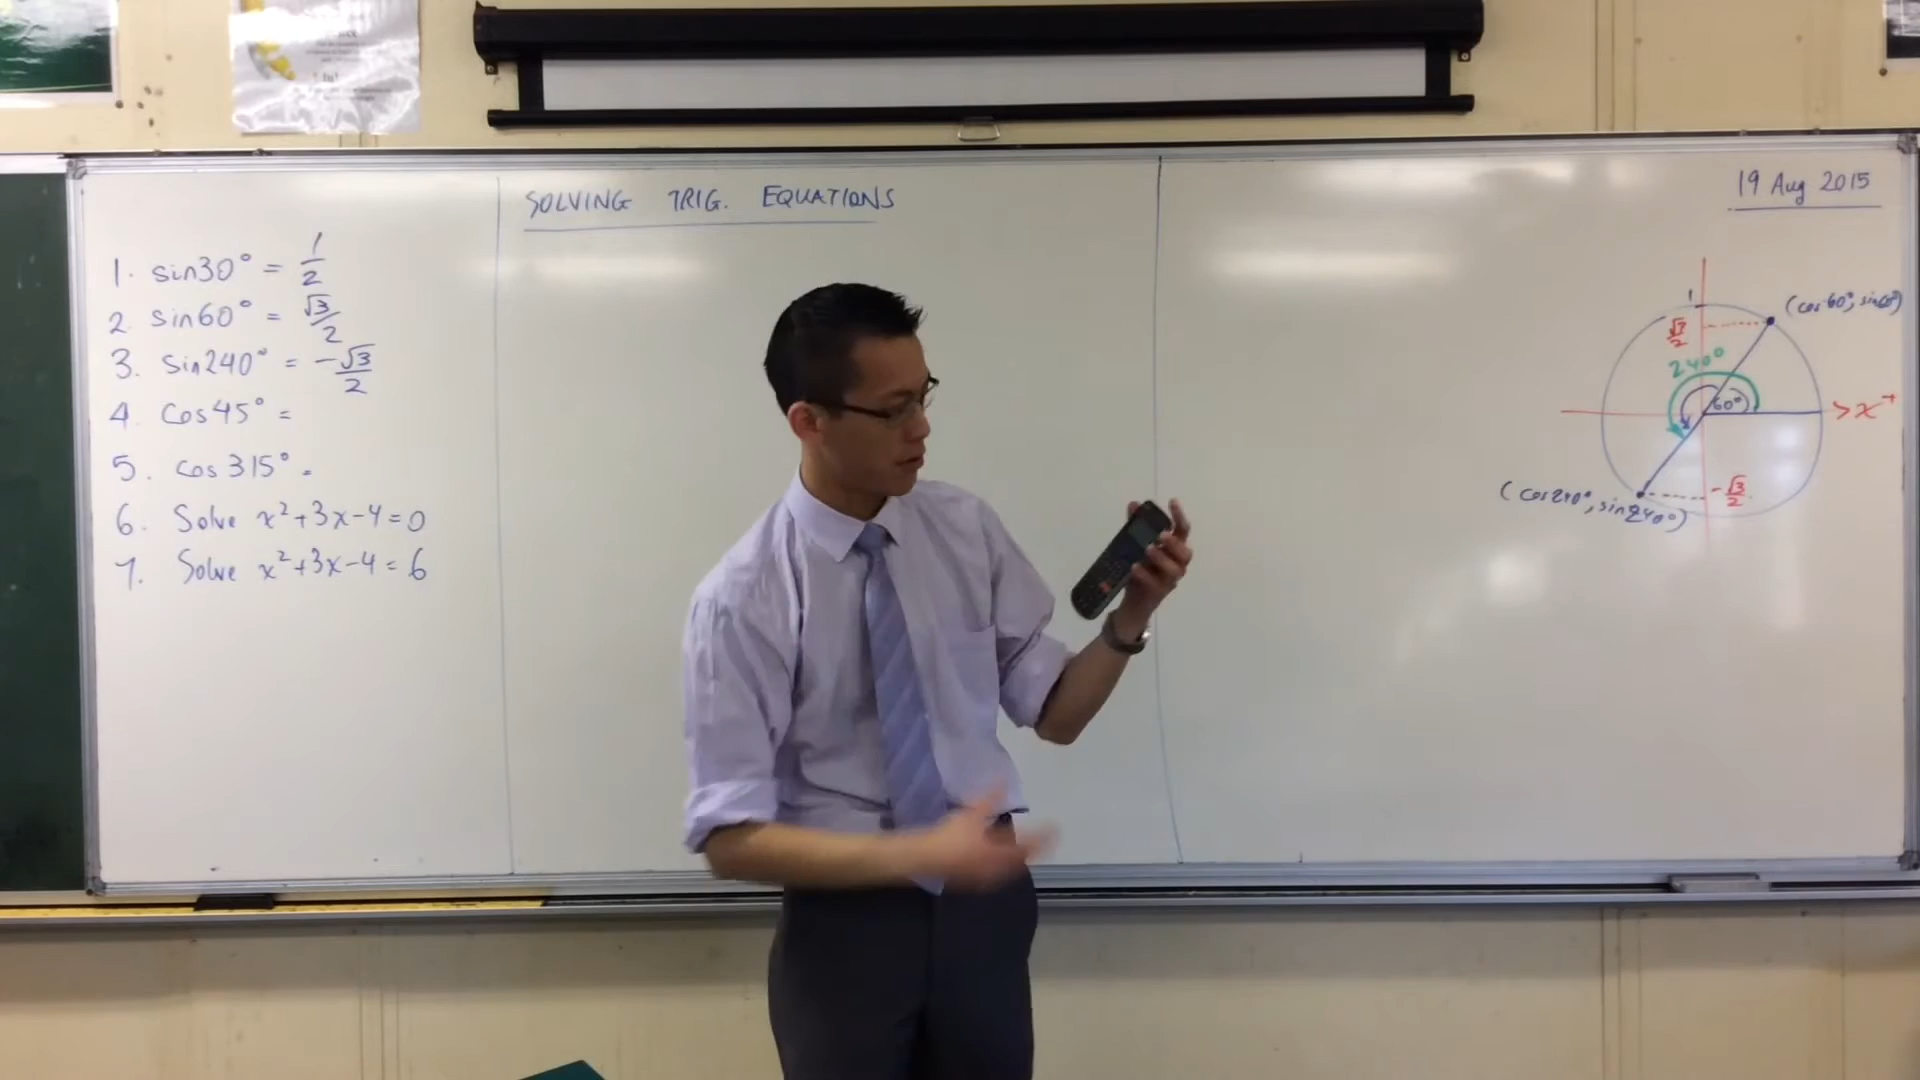 SOLVING TRIG. EQUATIONS
19 Aug 2015
1. sin30° = 1/2
2. sin60° = √3/2
3. sin240° = -√3/2
4. cos45° =
5. cos 315° =
6. Solve x²+3x-4=0
7. Solve x²+3x-4=6
1
(cos60°, sin60°)
√3/2
240°
60°
>x⁺
-√3/2
(cos240°, sin240°)